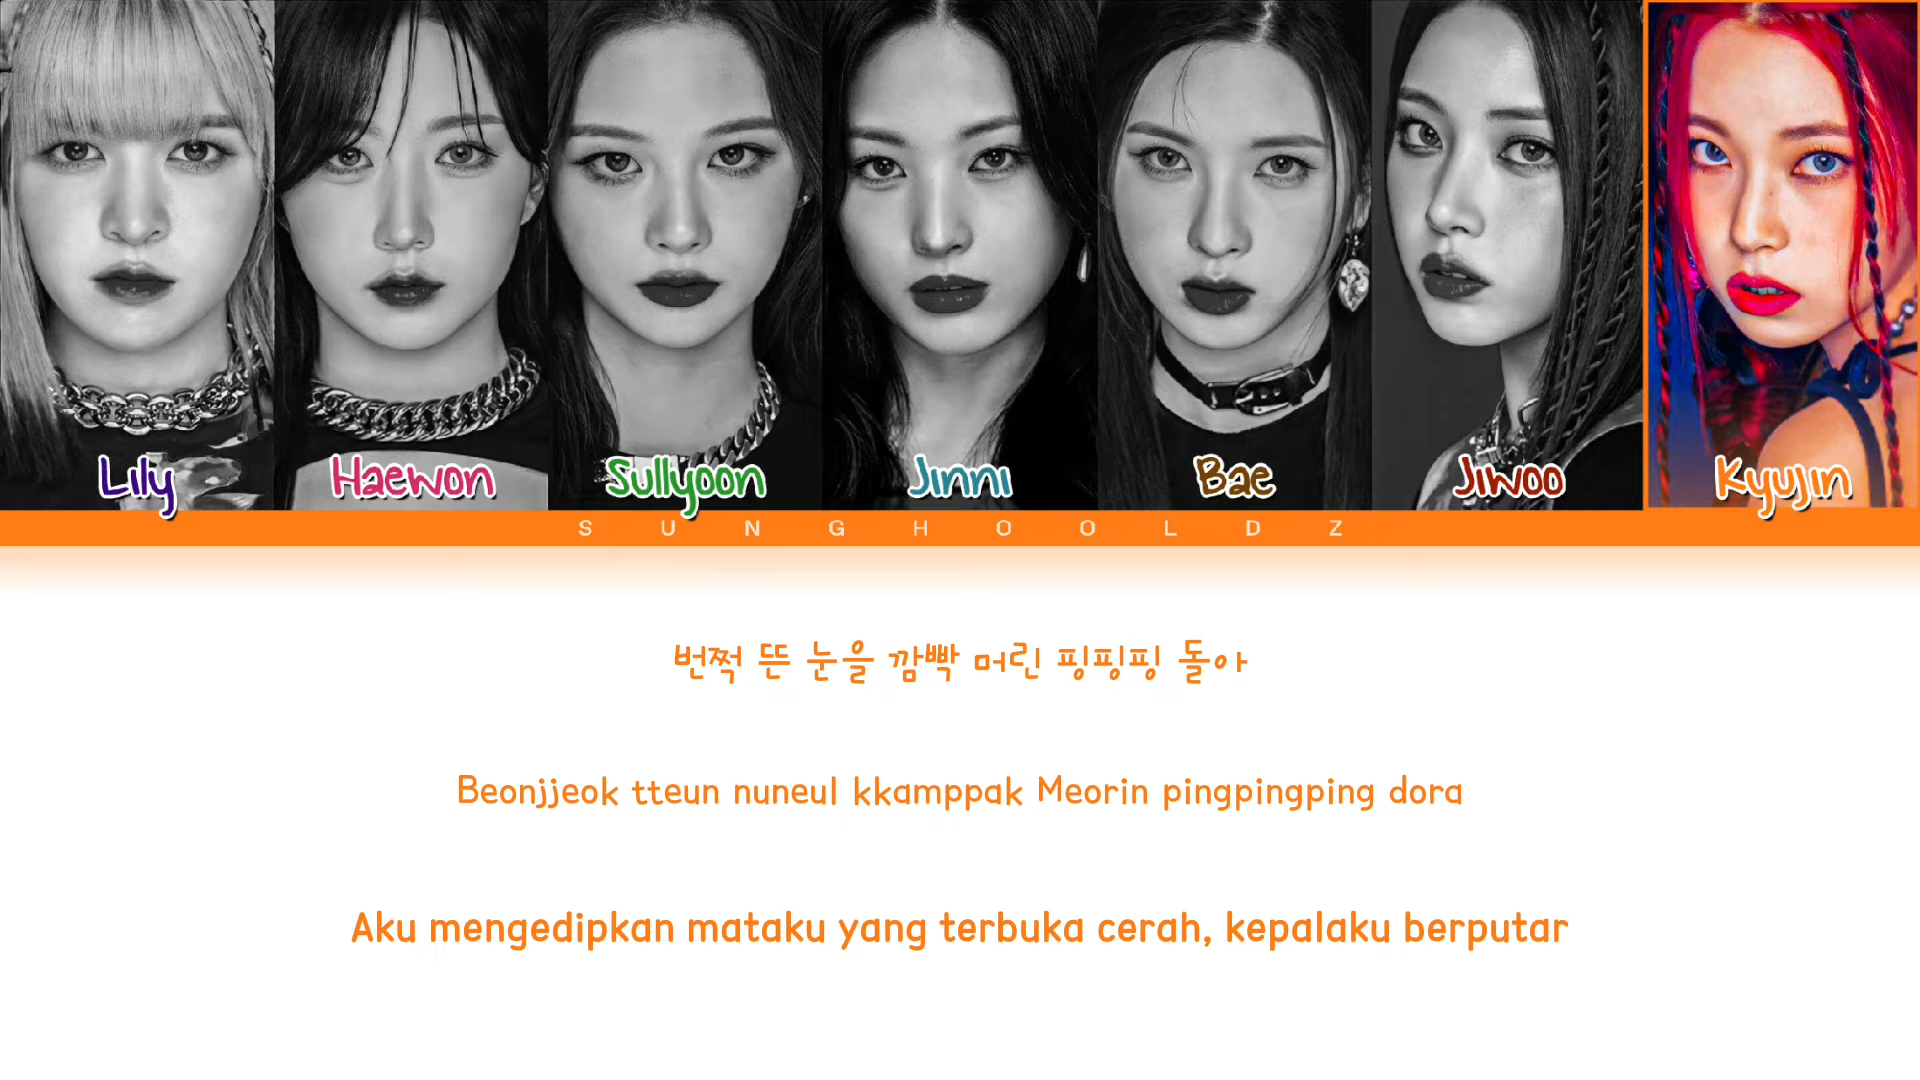 Lily Haewon Sullyoon Jinni Bae Jiwoo Kyujin
SUNGHOOLDZ
번쩍 뜬 눈을 깜빡 머린 핑핑핑 돌아
Beonjjeok tteun nuneul kkamppak Meorin pingpingping dora
Aku mengedipkan mataku yang terbuka cerah, kepalaku berputar